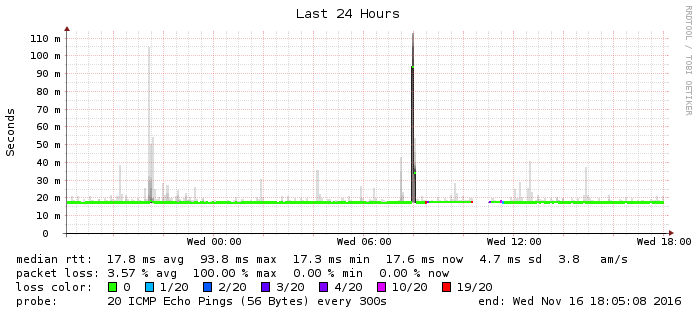 Last 24 Hours
RRDTOOL / TOBI OETIKER
Seconds
110 m
100 m
90 m
80 m
70 m
60 m
50 m
40 m
30 m
20 m
10 m
0
Wed 00:00 Wed 06:00 Wed 12:00 Wed 18:00
median rtt: 17.8 ms avg 93.8 ms max 17.3 ms min 17.6 ms now 4.7 ms sd 3.8 am/s
packet loss: 3.57 % avg 100.00 % max 0.00 % min 0.00 % now
loss color: 0 1/20 2/20 3/20 4/20 10/20 19/20
probe: 20 ICMP Echo Pings (56 Bytes) every 300s end: Wed Nov 16 18:05:08 2016